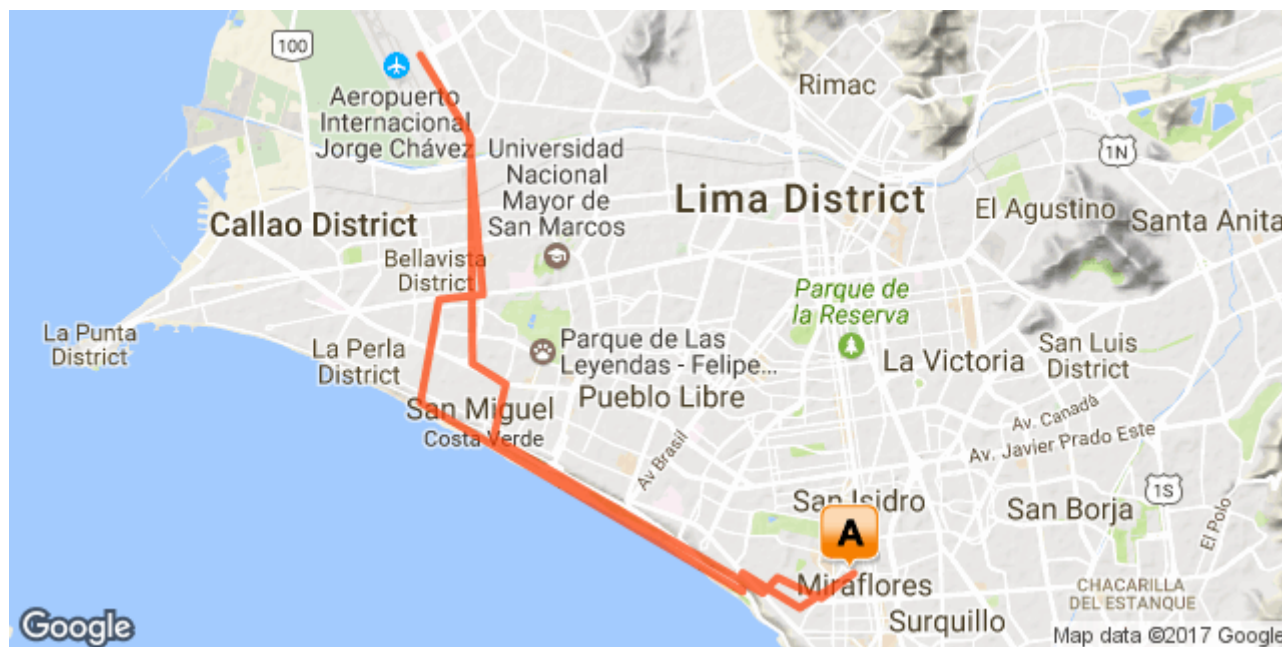 100
Rimac
Aeropuerto
Internacional
Jorge Chávez
Universidad
Nacional
Mayor de
San Marcos
1N
Lima District
El Agustino
Santa Anita
Callao District
Bellavista
District
Parque de
la Reserva
La Punta
District
La Perla
District
Parque de Las
Leyendas - Felipe...
La Victoria
San Luis
District
Pueblo Libre
San Miguel
Costa Verde
Av. Canadá
Av. Javier Prado Este
Av Brasil
San Isidro
1S
San Borja
El Polo
A
Miraflores
CHACARILLA
DEL ESTANQUE
Surquillo
Google
Map data ©2017 Google